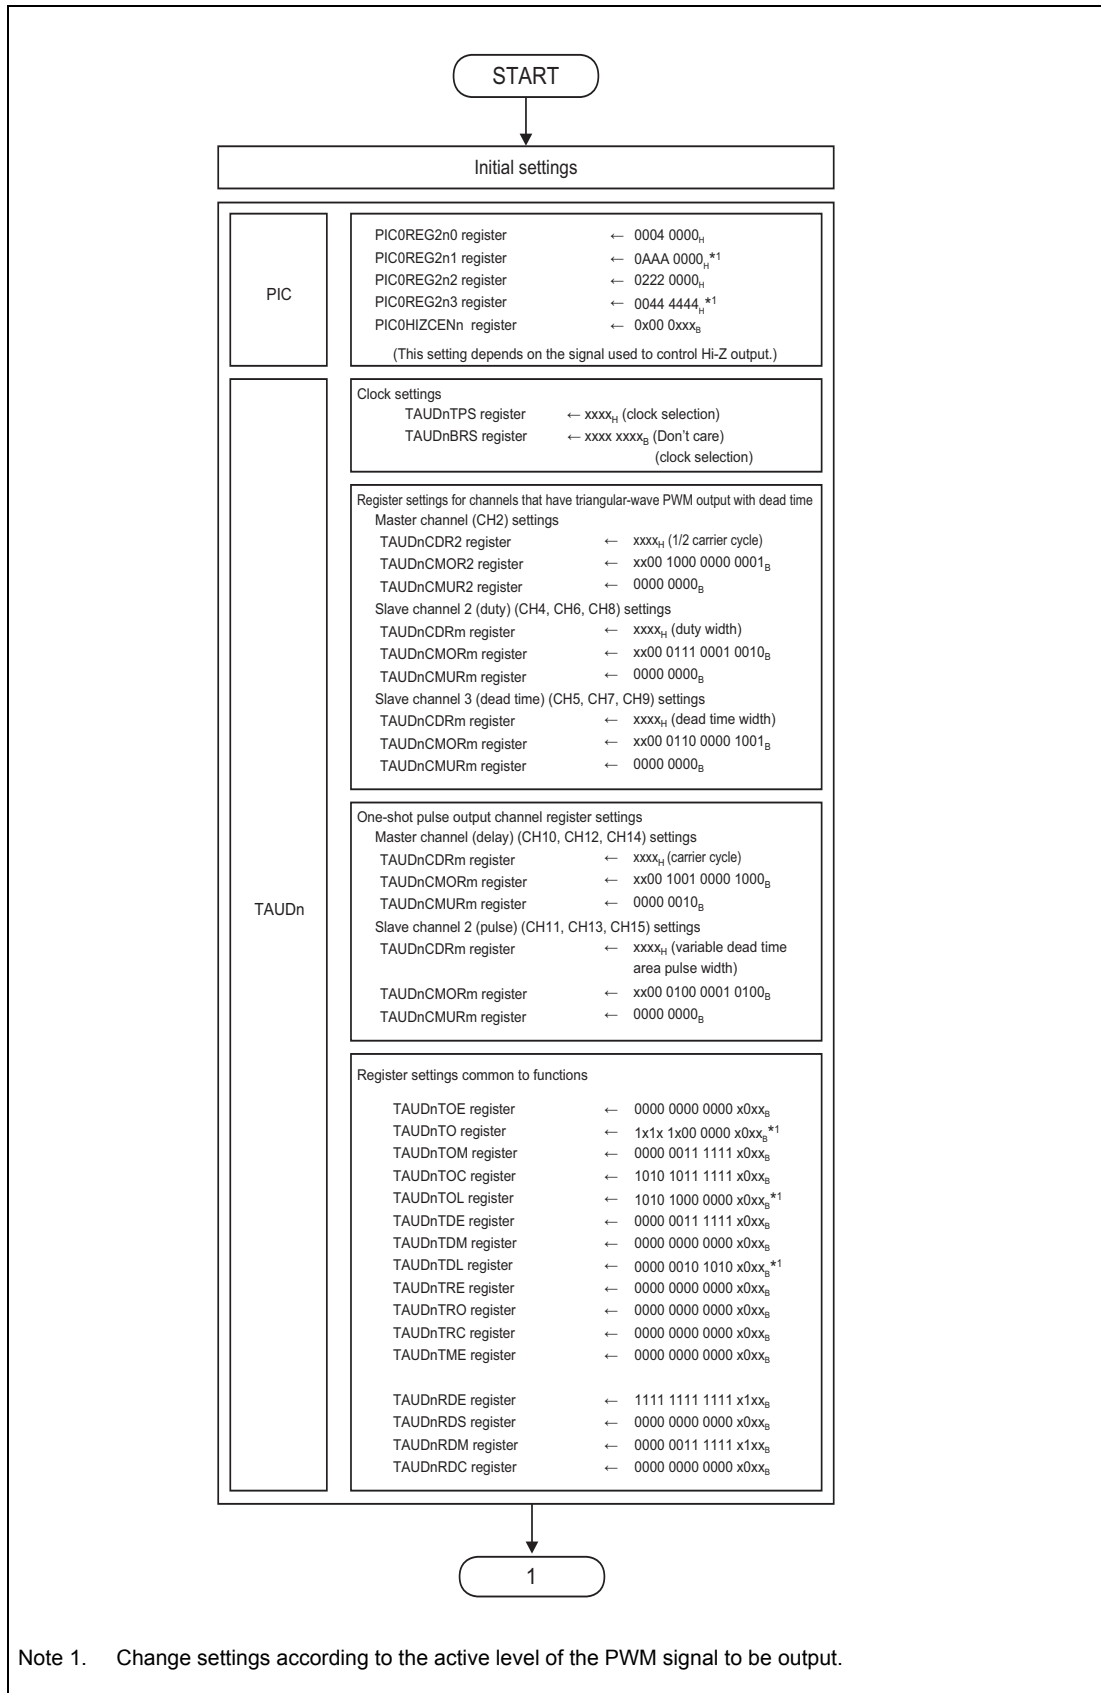 START
Initial settings
PIC
PIC0REG2n0 register ← 0004 0000H
PIC0REG2n1 register ← 0AAA 0000H*1
PIC0REG2n2 register ← 0222 0000H
PIC0REG2n3 register ← 0044 4444H*1
PIC0HIZCENn register ← 0x00 0xxxB
(This setting depends on the signal used to control Hi-Z output.)
TAUDn
Clock settings
TAUDnTPS register ← xxxxH (clock selection)
TAUDnBRS register ← xxxx xxxxB (Don't care)
(clock selection)
Register settings for channels that have triangular-wave PWM output with dead time
Master channel (CH2) settings
TAUDnCDR2 register ← xxxxH (1/2 carrier cycle)
TAUDnCMOR2 register ← xx00 1000 0000 0001B
TAUDnCMUR2 register ← 0000 0000B
Slave channel 2 (duty) (CH4, CH6, CH8) settings
TAUDnCDRm register ← xxxxH (duty width)
TAUDnCMORm register ← xx00 0111 0001 0010B
TAUDnCMURm register ← 0000 0000B
Slave channel 3 (dead time) (CH5, CH7, CH9) settings
TAUDnCDRm register ← xxxxH (dead time width)
TAUDnCMORm register ← xx00 0110 0000 1001B
TAUDnCMURm register ← 0000 0000B
One-shot pulse output channel register settings
Master channel (delay) (CH10, CH12, CH14) settings
TAUDnCDRm register ← xxxxH (carrier cycle)
TAUDnCMORm register ← xx00 1001 0000 1000B
TAUDnCMURm register ← 0000 0010B
Slave channel 2 (pulse) (CH11, CH13, CH15) settings
TAUDnCDRm register ← xxxxH (variable dead time
area pulse width)
TAUDnCMORm register ← xx00 0100 0001 0100B
TAUDnCMURm register ← 0000 0000B
Register settings common to functions
TAUDnTOE register ← 0000 0000 0000 x0xxB
TAUDnTO register ← 1x1x 1x00 0000 x0xxB*1
TAUDnTOM register ← 0000 0011 1111 x0xxB
TAUDnTOC register ← 1010 1011 1111 x0xxB
TAUDnTOL register ← 1010 1000 0000 x0xxB*1
TAUDnTDE register ← 0000 0011 1111 x0xxB
TAUDnTDM register ← 0000 0000 0000 x0xxB
TAUDnTDL register ← 0000 0010 1010 x0xxB*1
TAUDnTRE register ← 0000 0000 0000 x0xxB
TAUDnTRO register ← 0000 0000 0000 x0xxB
TAUDnTRC register ← 0000 0000 0000 x0xxB
TAUDnTME register ← 0000 0000 0000 x0xxB
TAUDnRDE register ← 1111 1111 1111 x1xxB
TAUDnRDS register ← 0000 0000 0000 x0xxB
TAUDnRDM register ← 0000 0011 1111 x1xxB
TAUDnRDC register ← 0000 0000 0000 x0xxB
1
Note 1. Change settings according to the active level of the PWM signal to be output.